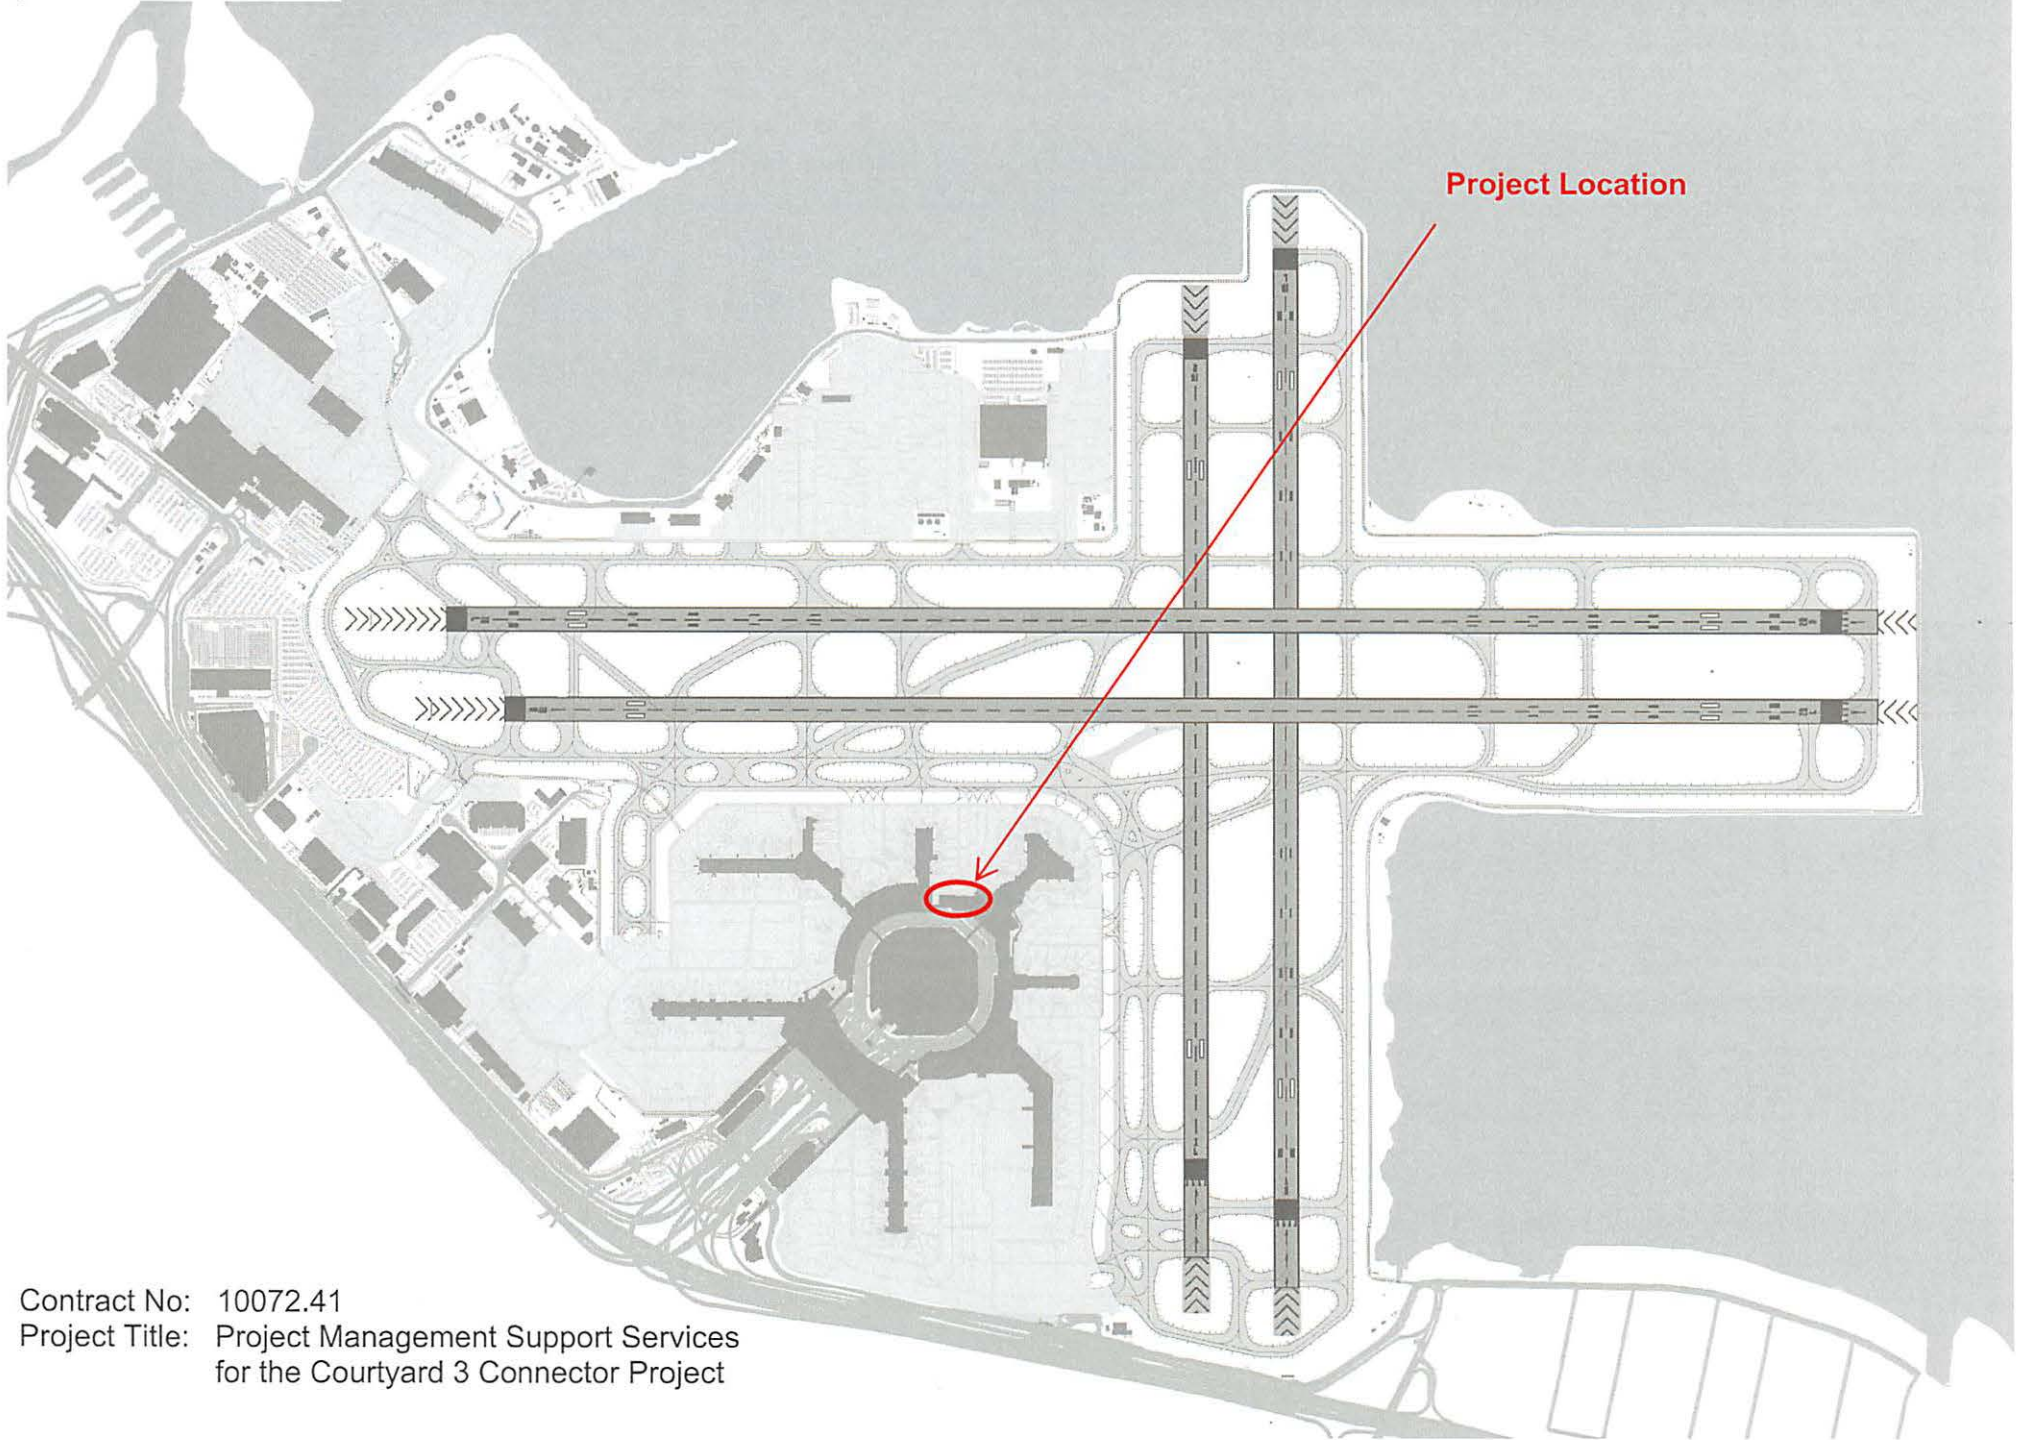 Project Location
Contract No: 10072.41
Project Title: Project Management Support Services
for the Courtyard 3 Connector Project